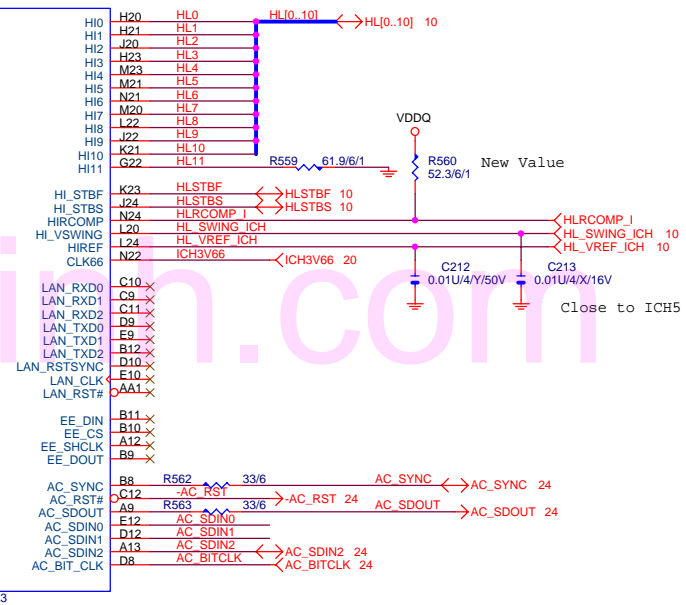 HI0 H20 HL0 HL[0..10] HL[0..10] 10
HI1 H21 HL1
HI2 J20 HL2
HI3 H23 HL3
HI4 M23 HL4
HI5 M21 HL5
HI6 N21 HL6
HI7 M20 HL7
HI8 L22 HL8
HI9 J22 HL9
HI10 K21 HL10
HI11 G22 HL11 R559 61.9/6/1
VDDQ
R560 New Value
52.3/6/1
HI_STBF K23 HLSTBF HLSTBF 10
HI_STBS J24 HLSTBS HLSTBS 10
HIRCOMP N24 HLRCOMP_I HLRCOMP_I
HI_VSWING L20 HL_SWING_ICH HL_SWING_ICH 10
HIREF L24 HL_VREF_ICH HL_VREF_ICH 10
CLK66 N22 ICH3V66 ICH3V66 20
C212 C213
0.01U/4/Y/50V 0.01U/4/X/16V
Close to ICH5
LAN_RXD0 C10
LAN_RXD1 C9
LAN_RXD2 C11
LAN_TXD0 D9
LAN_TXD1 E9
LAN_TXD2 B12
LAN_RSTSYNC D10
LAN_CLK E10
LAN_RST# AA1
inh.com
EE_DIN B11
EE_CS B10
EE_SHCLK A12
EE_DOUT B9
AC_SYNC B8 R562 33/6 AC_SYNC AC_SYNC 24
AC_RST# C12 -AC_RST -AC_RST 24
AC_SDOUT A9 R563 33/6 AC_SDOUT AC_SDOUT 24
AC_SDIN0 E12 AC_SDIN0
AC_SDIN1 D12 AC_SDIN1
AC_SDIN2 A13 AC_SDIN2 AC_SDIN2 24
AC_BIT_CLK D8 AC_BITCLK AC_BITCLK 24
3